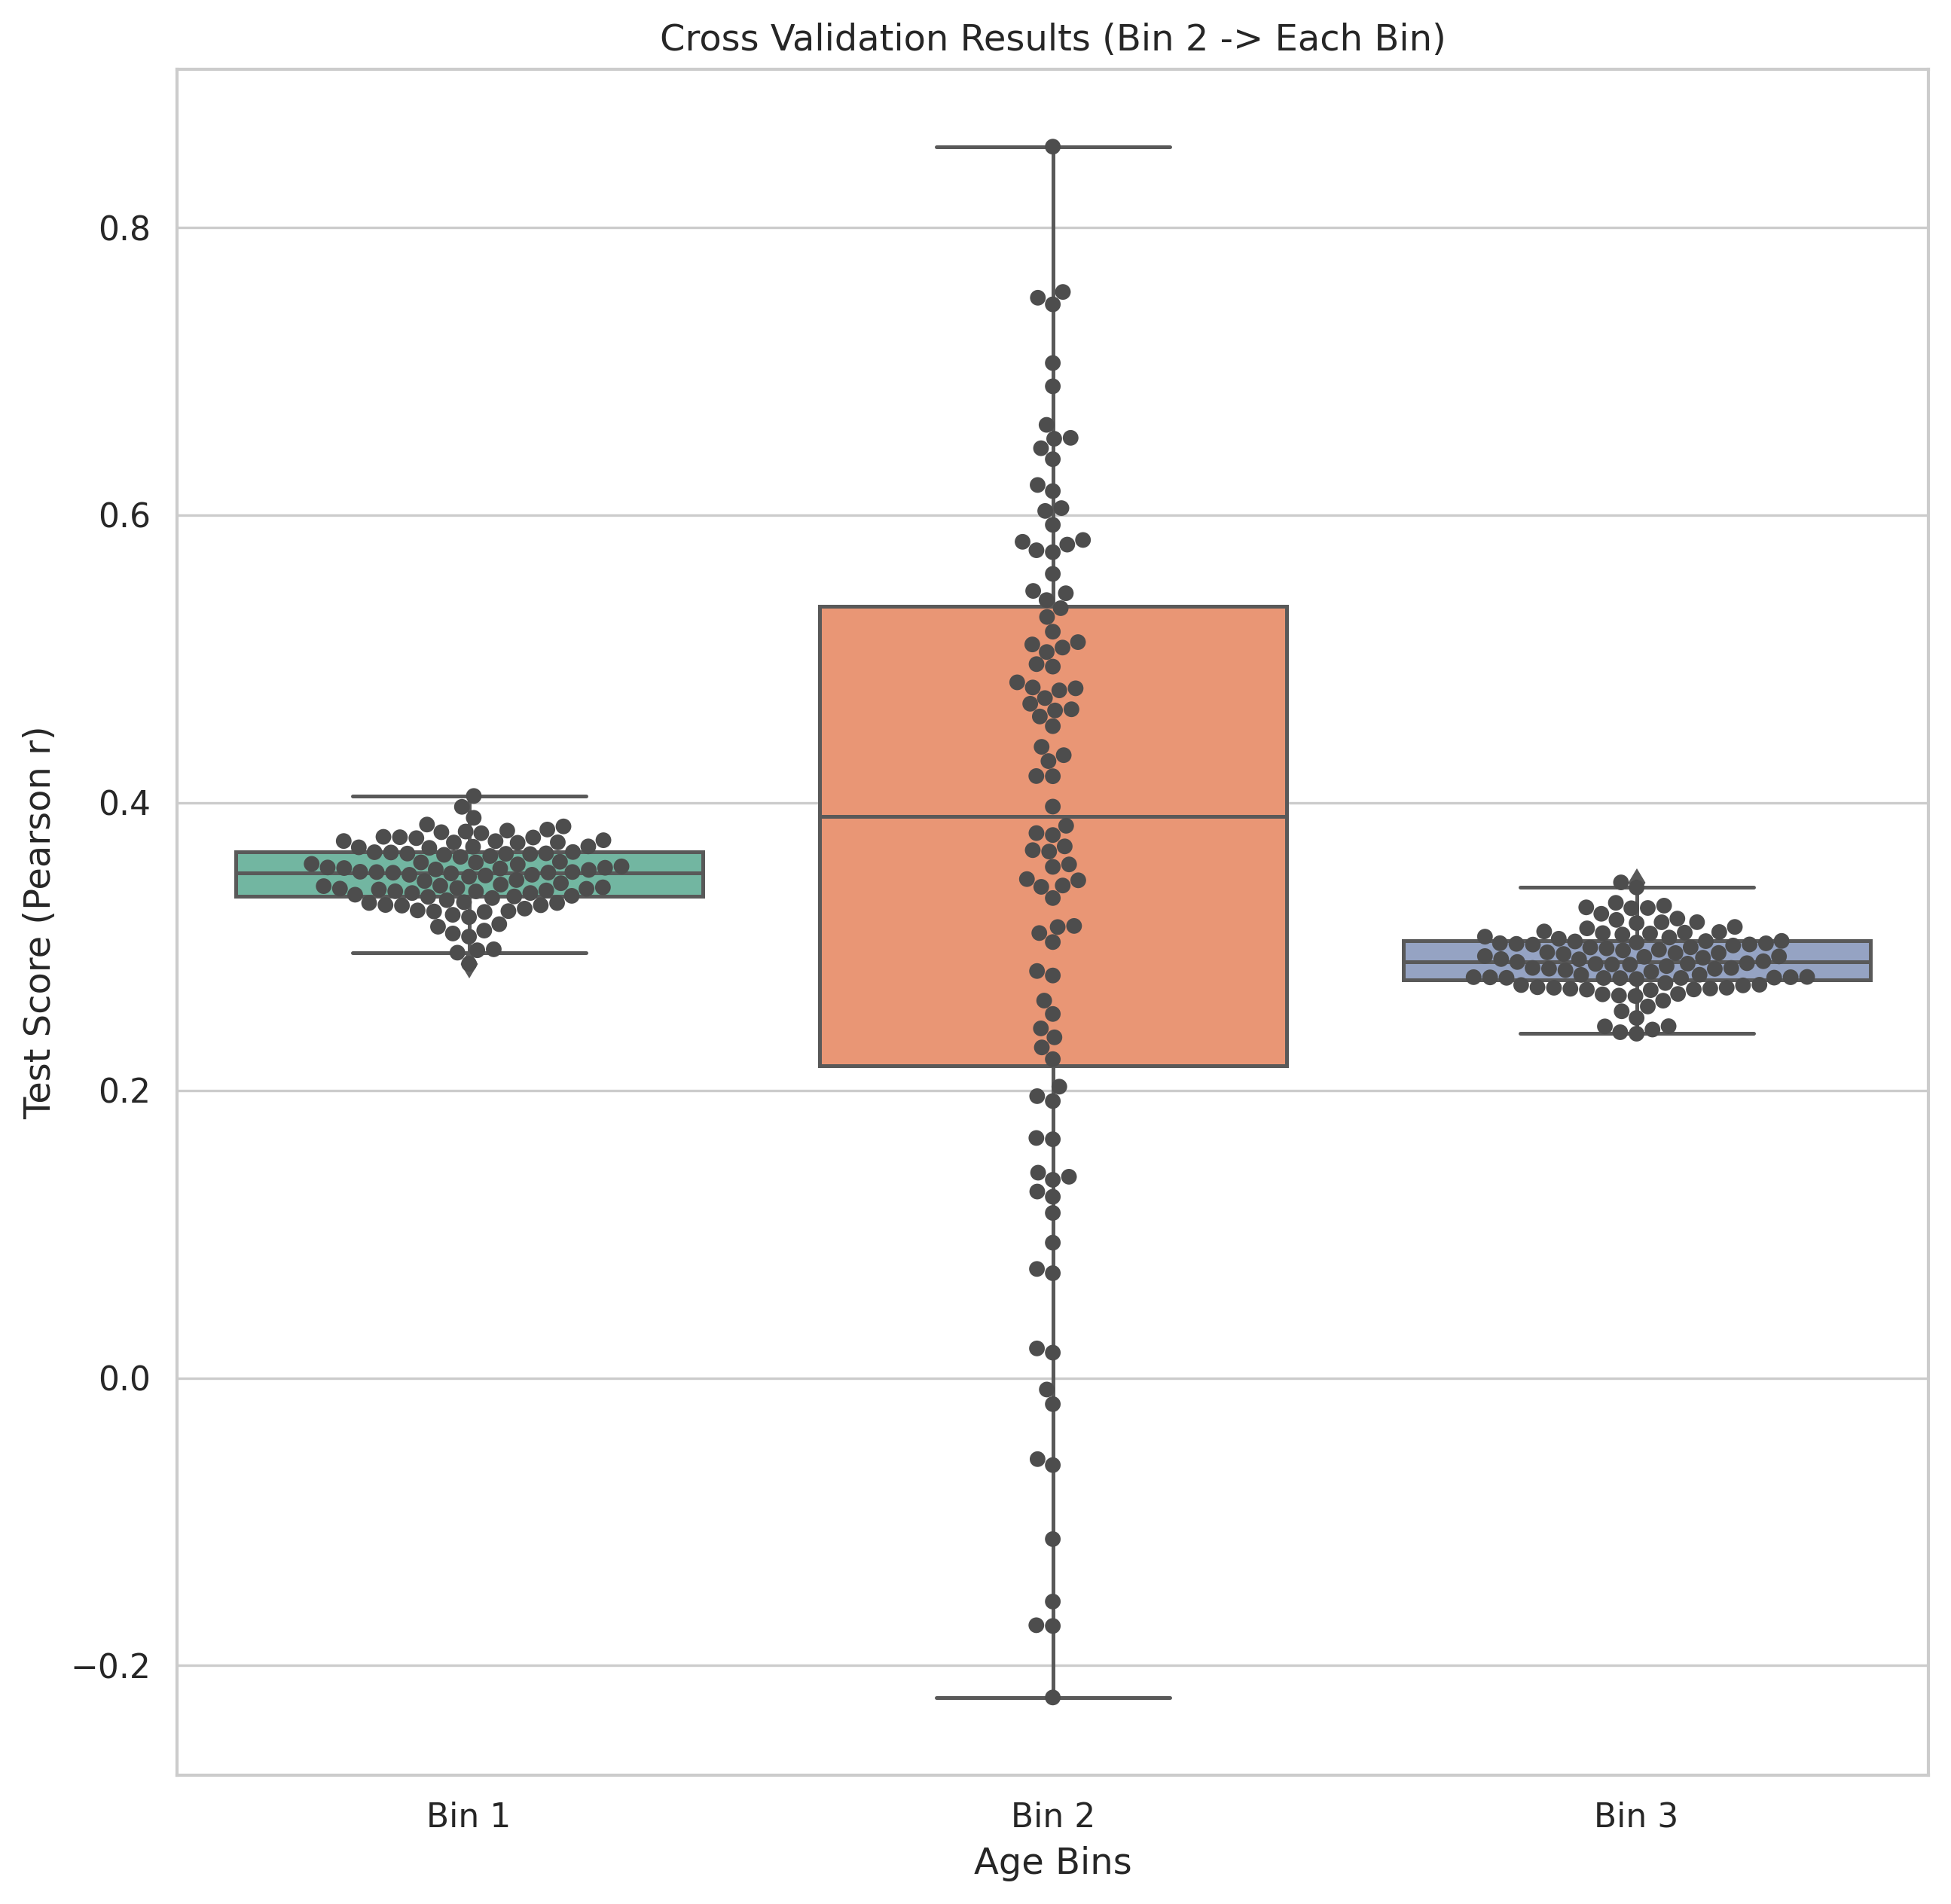 Cross Validation Results (Bin 2 -> Each Bin)
Test Score (Pearson r)
0.8
0.6
0.4
0.2
0.0
−0.2
Bin 1
Bin 2
Bin 3
Age Bins